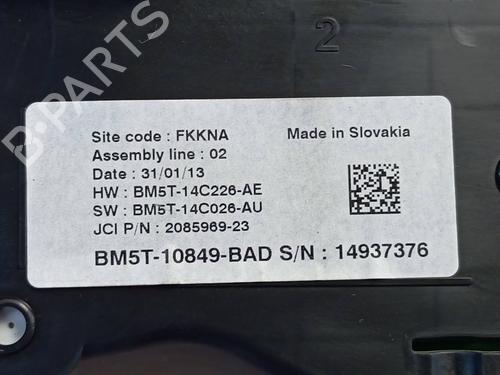 2
Site code : FKKNA
Made in Slovakia
Assembly line : 02
Date : 31/01/13
HW : BM5T-14C226-AE
SW : BM5T-14C026-AU
JCI P/N : 2085969-23
BM5T-10849-BAD S/N : 14937376
B-PARTS